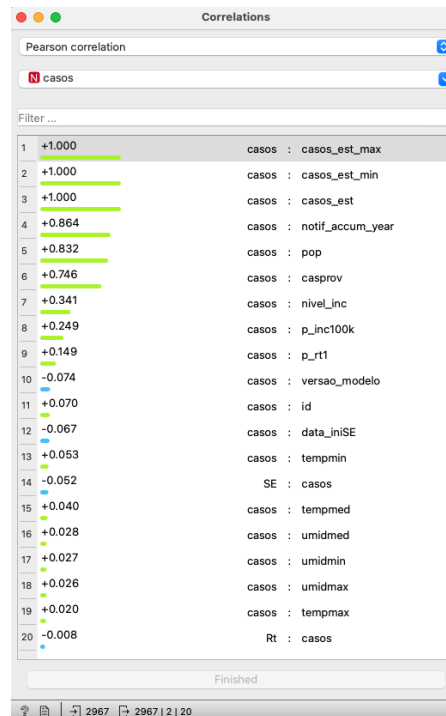 Correlations
Pearson correlation
N casos
Filter ...
1 +1.000 casos : casos_est_max
2 +1.000 casos : casos_est_min
3 +1.000 casos : casos_est
4 +0.864 casos : notif_accum_year
5 +0.832 casos : pop
6 +0.746 casos : casprov
7 +0.341 casos : nivel_inc
8 +0.249 casos : p_inc100k
9 +0.149 casos : p_rt1
10 -0.074 casos : versao_modelo
11 +0.070 casos : id
12 -0.067 casos : data_iniSE
13 +0.053 casos : tempmin
14 -0.052 SE : casos
15 +0.040 casos : tempmed
16 +0.028 casos : umidmed
17 +0.027 casos : umidmin
18 +0.026 casos : umidmax
19 +0.020 casos : tempmax
20 -0.008 Rt : casos
Finished
? 2967 2967 | 2 | 20